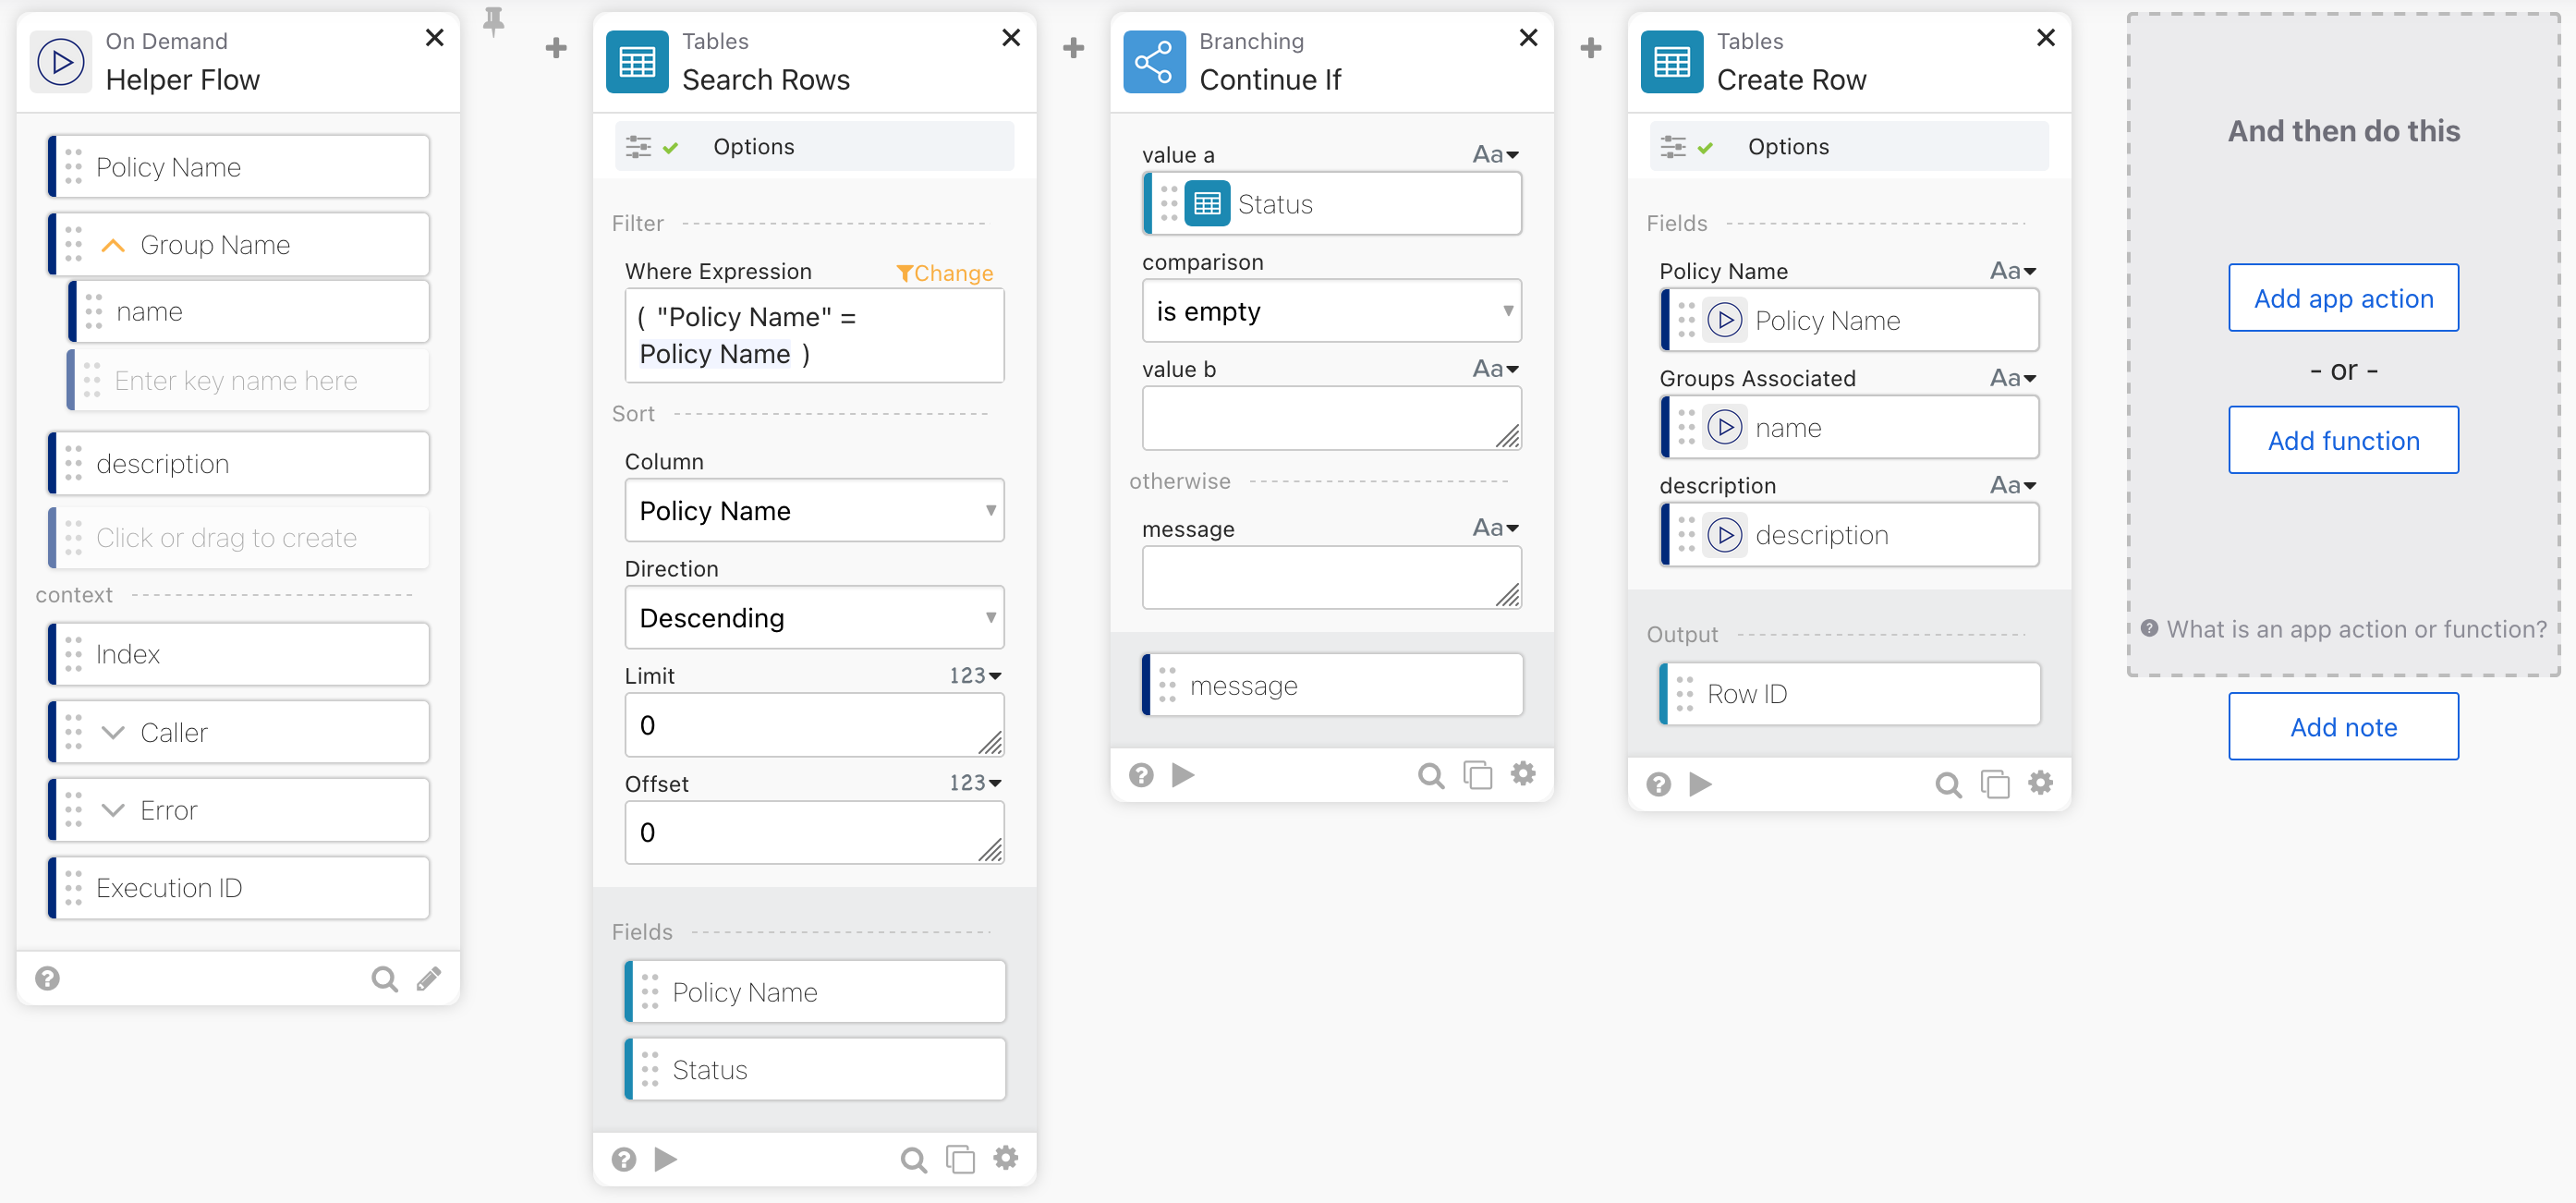 On Demand
Helper Flow
Policy Name
Group Name
name
Enter key name here
description
Click or drag to create
context
Index
Caller
Error
Execution ID
Tables
Search Rows
Options
Filter
Where Expression
Change
( "Policy Name" =
Policy Name )
Sort
Column
Policy Name
Direction
Descending
Limit
123
0
Offset
123
0
Fields
Policy Name
Status
Branching
Continue If
value a
Aa
Status
comparison
is empty
value b
Aa
otherwise
message
Aa
message
Tables
Create Row
Options
Fields
Policy Name
Aa
Policy Name
Groups Associated
Aa
name
description
Aa
description
Output
Row ID
And then do this
Add app action
- or -
Add function
What is an app action or function?
Add note